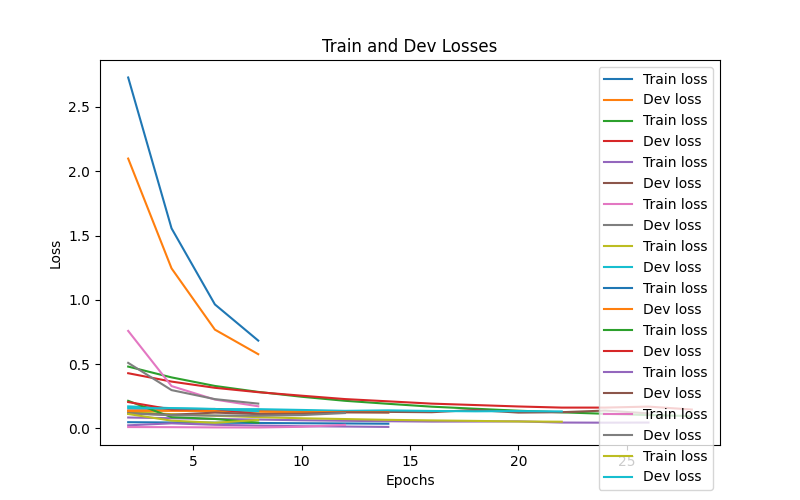 Train and Dev Losses
Loss
2.5
2.0
1.5
1.0
0.5
0.0
5
10
15
20
25
Epochs
Train loss
Dev loss
Train loss
Dev loss
Train loss
Dev loss
Train loss
Dev loss
Train loss
Dev loss
Train loss
Dev loss
Train loss
Dev loss
Train loss
Dev loss
Train loss
Dev loss
Train loss
Dev loss